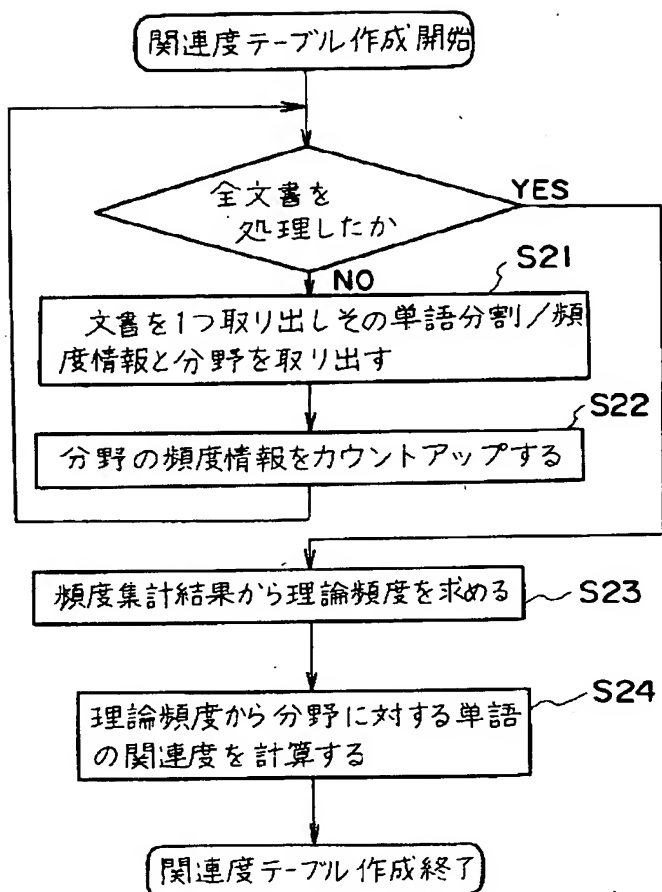 関連度テーブル作成開始
全文書を
処理したか
YES
NO
S21
文書を1つ取り出しその単語分割/頻
度情報と分野を取り出す
S22
分野の頻度情報をカウントアップする
頻度集計結果から理論頻度を求める
S23
S24
理論頻度から分野に対する単語
の関連度を計算する
関連度テーブル作成終了